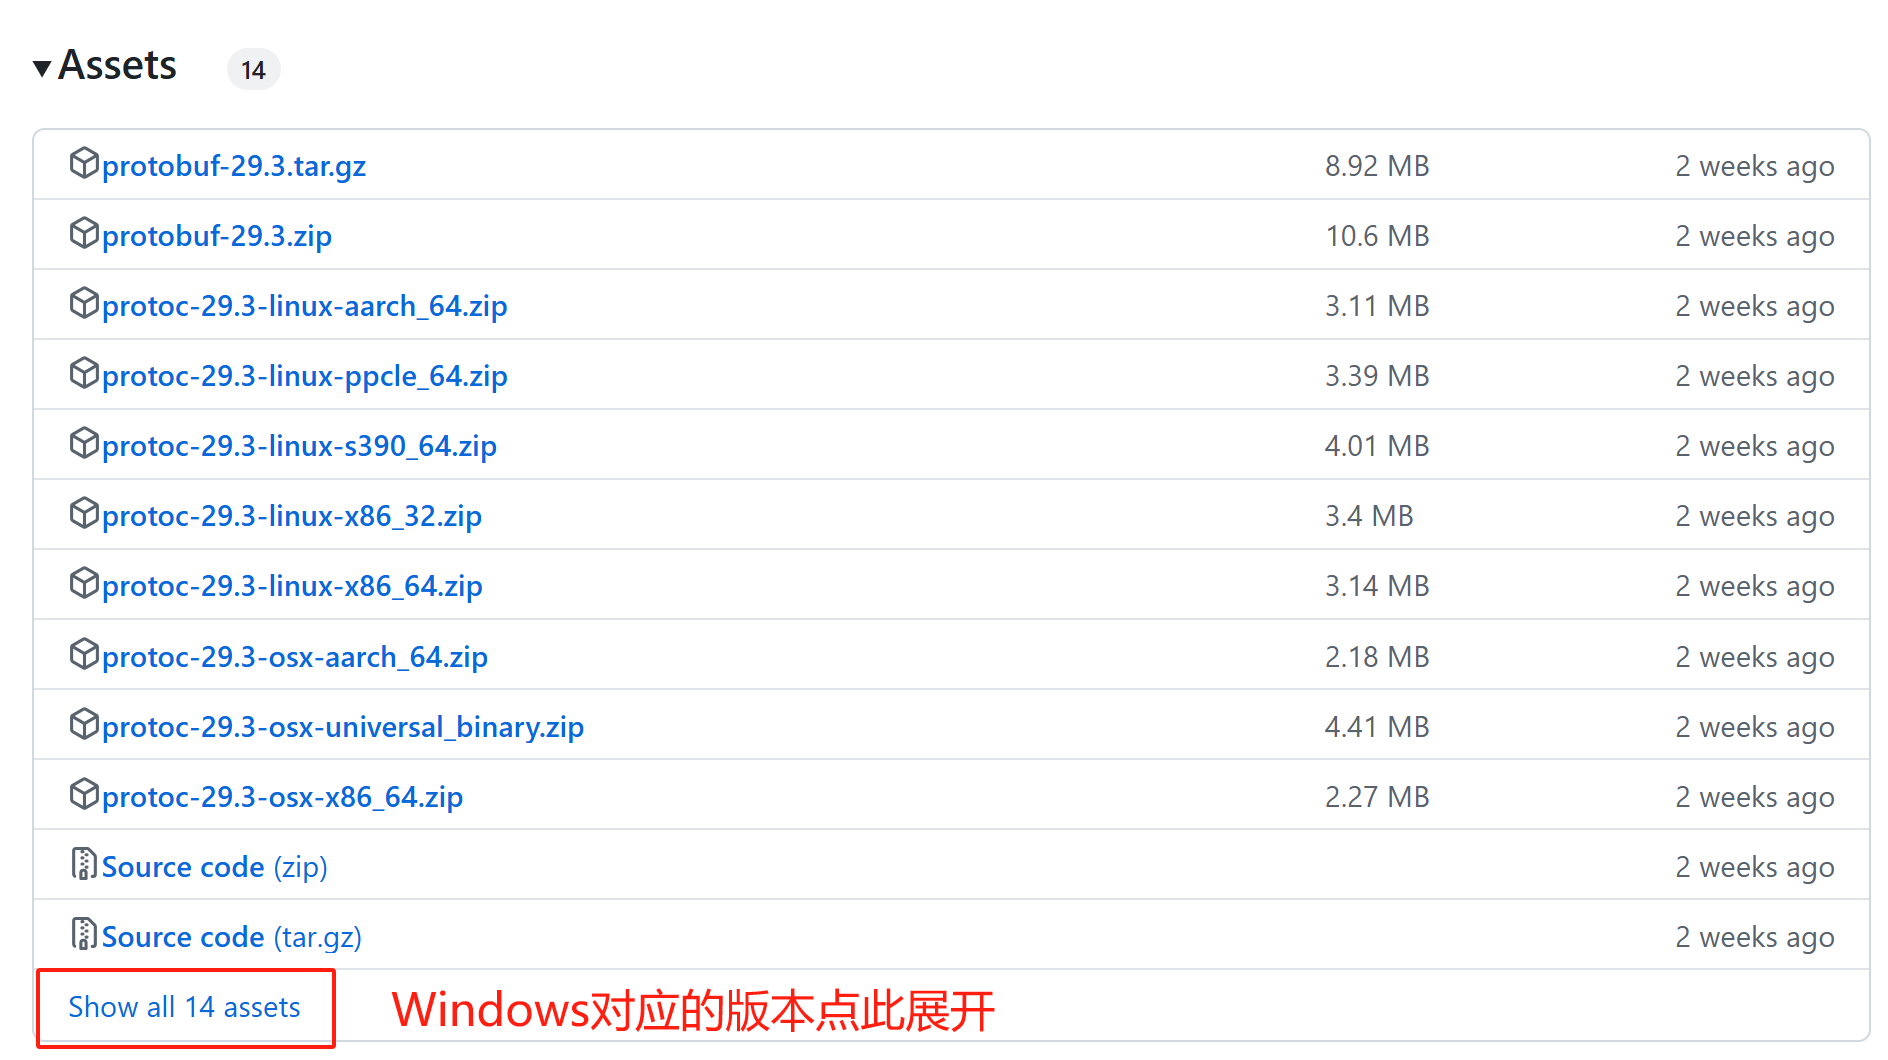 Assets 14
protobuf-29.3.tar.gz 8.92 MB 2 weeks ago
protobuf-29.3.zip 10.6 MB 2 weeks ago
protoc-29.3-linux-aarch_64.zip 3.11 MB 2 weeks ago
protoc-29.3-linux-ppcle_64.zip 3.39 MB 2 weeks ago
protoc-29.3-linux-s390_64.zip 4.01 MB 2 weeks ago
protoc-29.3-linux-x86_32.zip 3.4 MB 2 weeks ago
protoc-29.3-linux-x86_64.zip 3.14 MB 2 weeks ago
protoc-29.3-osx-aarch_64.zip 2.18 MB 2 weeks ago
protoc-29.3-osx-universal_binary.zip 4.41 MB 2 weeks ago
protoc-29.3-osx-x86_64.zip 2.27 MB 2 weeks ago
Source code (zip) 2 weeks ago
Source code (tar.gz) 2 weeks ago
Show all 14 assets Windows对应的版本点此展开